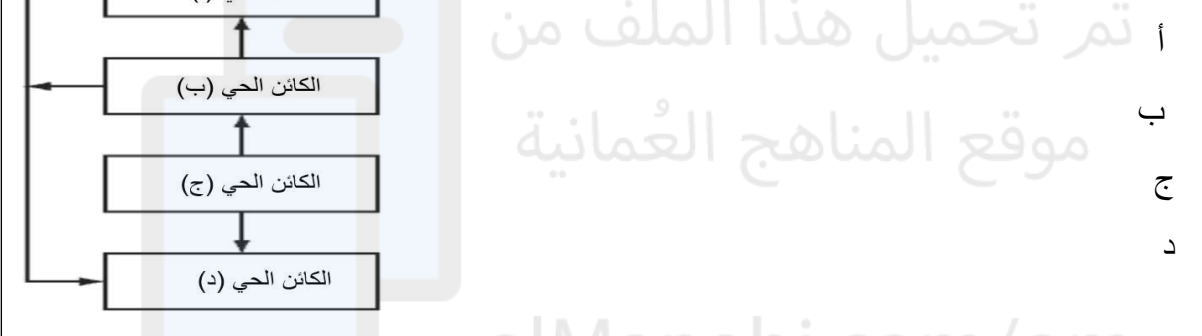 تم تحميل هذا الملف من
موقع المناهج العُمانية
أ
ب
ج
د
الكائن الحي (ب)
الكائن الحي (ج)
الكائن الحي (د)